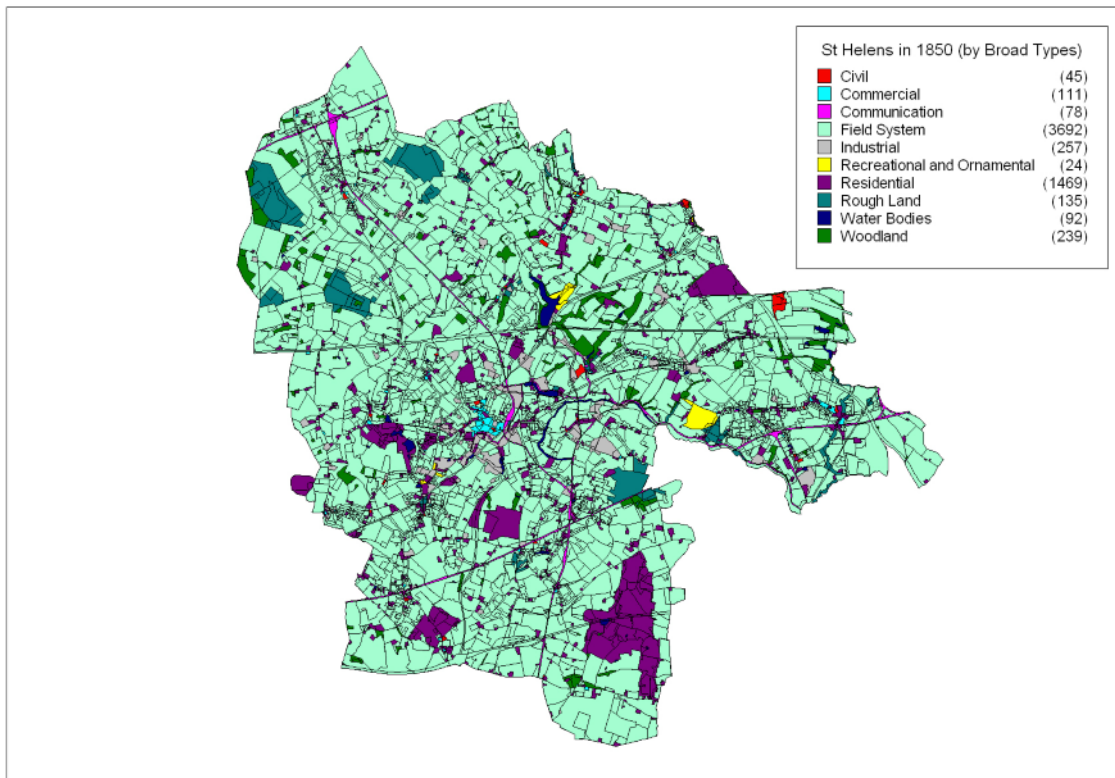 St Helens in 1850 (by Broad Types)
Civil (45)
Commercial (111)
Communication (78)
Field System (3692)
Industrial (257)
Recreational and Ornamental (24)
Residential (1469)
Rough Land (135)
Water Bodies (92)
Woodland (239)